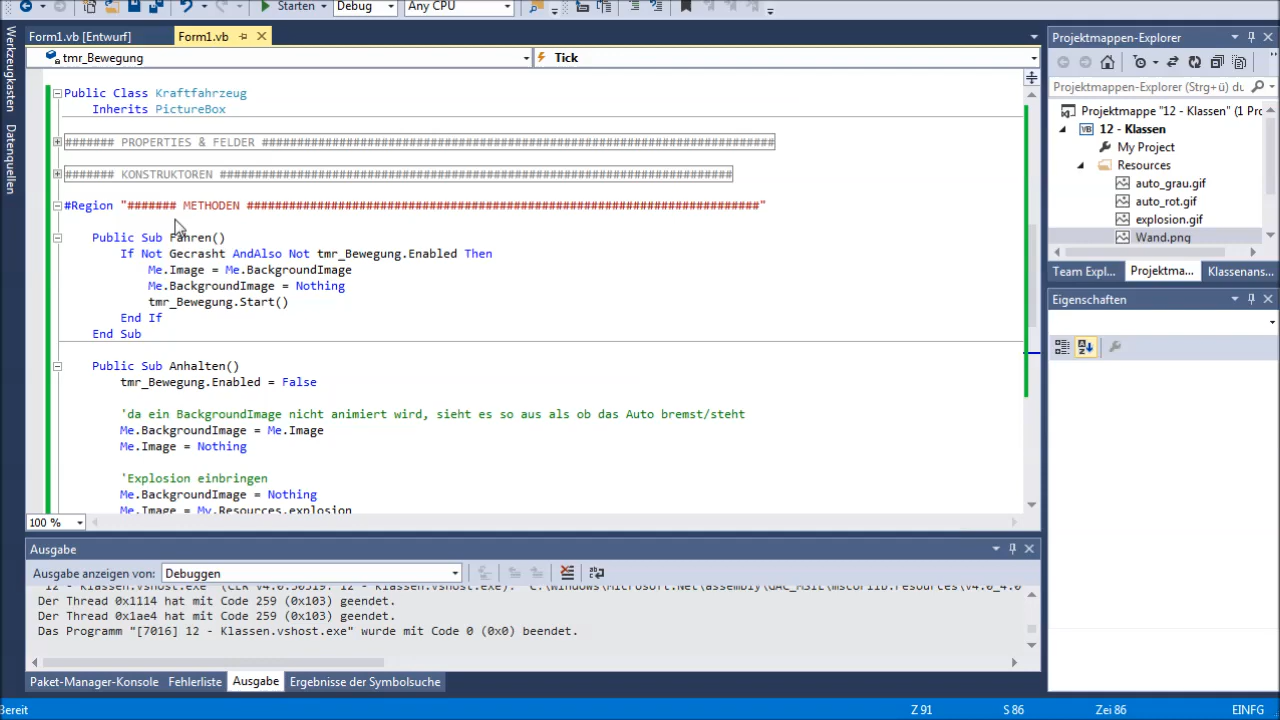 Starten
Debug
Any CPU
Werkzeugkasten
Datenquellen
Form1.vb [Entwurf]
Form1.vb
tmr_Bewegung
Tick
Public Class Kraftfahrzeug
Inherits PictureBox
####### PROPERTIES & FELDER #########################################################################
####### KONSTRUKTOREN #########################################################################
#Region "####### METHODEN #########################################################################"
Public Sub Fahren()
If Not Gecrasht AndAlso Not tmr_Bewegung.Enabled Then
Me.Image = Me.BackgroundImage
Me.BackgroundImage = Nothing
tmr_Bewegung.Start()
End If
End Sub
Public Sub Anhalten()
tmr_Bewegung.Enabled = False
'da ein BackgroundImage nicht animiert wird, sieht es so aus als ob das Auto bremst/steht
Me.BackgroundImage = Me.Image
Me.Image = Nothing
'Explosion einbringen
Me.BackgroundImage = Nothing
Me.Image = My.Resources.explosion
100 %
Ausgabe
Ausgabe anzeigen von: Debuggen
Der Thread 0x1114 hat mit Code 259 (0x103) geendet.
Der Thread 0x1ae4 hat mit Code 259 (0x103) geendet.
Das Programm "[7016] 12 - Klassen.vshost.exe" wurde mit Code 0 (0x0) beendet.
Paket-Manager-Konsole Fehlerliste Ausgabe Ergebnisse der Symbolsuche
Projektmappen-Explorer
Projektmappen-Explorer (Strg+ü) du
Projektmappe "12 - Klassen" (1 Pro
12 - Klassen
My Project
Resources
auto_grau.gif
auto_rot.gif
explosion.gif
Wand.png
Team Expl... Projektma... Klassenans...
Eigenschaften
Bereit Z 91 S 86 Zei 86 EINFG